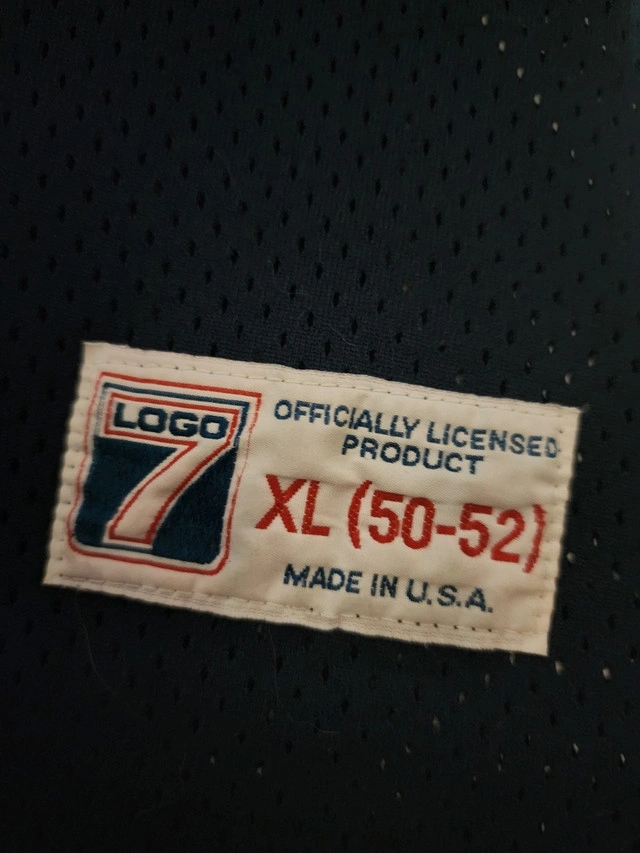 LOGO
7
OFFICIALLY LICENSED
PRODUCT
XL (50-52)
MADE IN U.S.A.